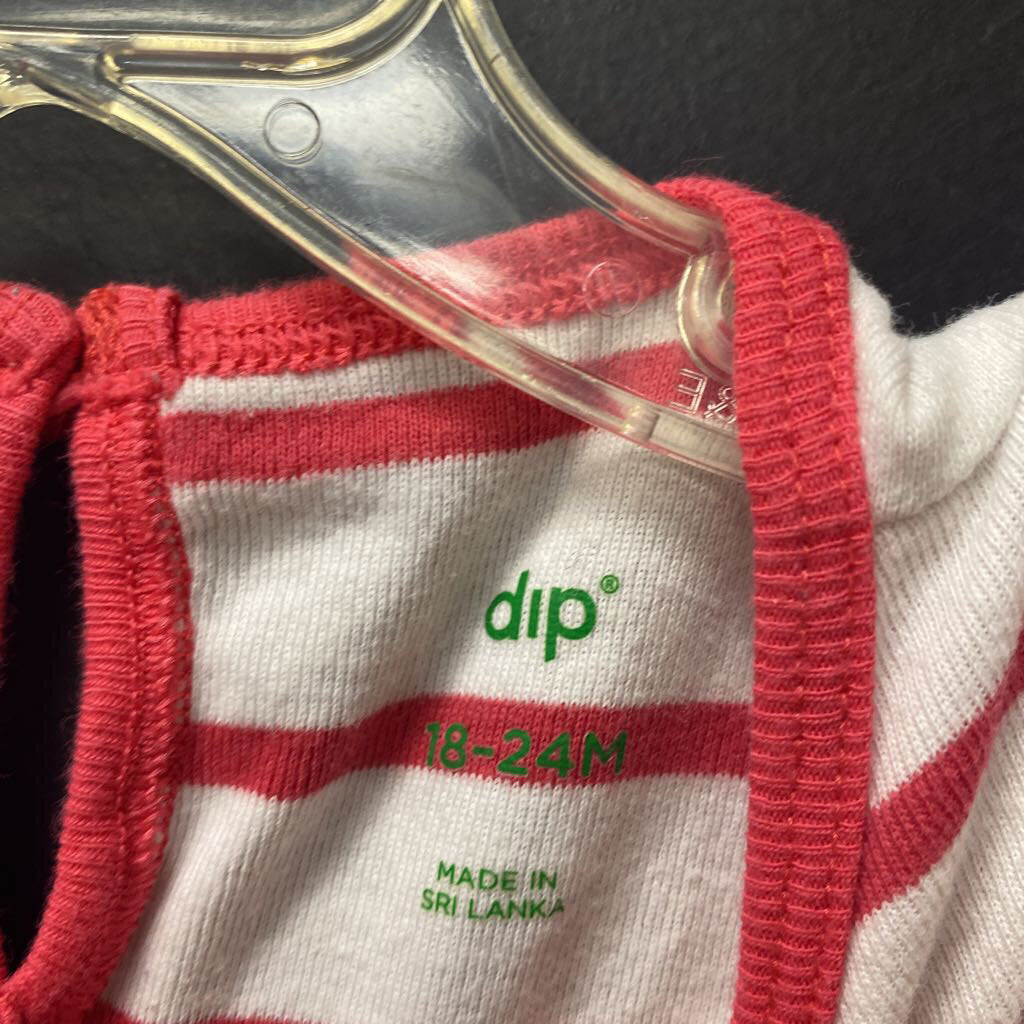 dip®
18-24M
MADE IN
SRI LANKA